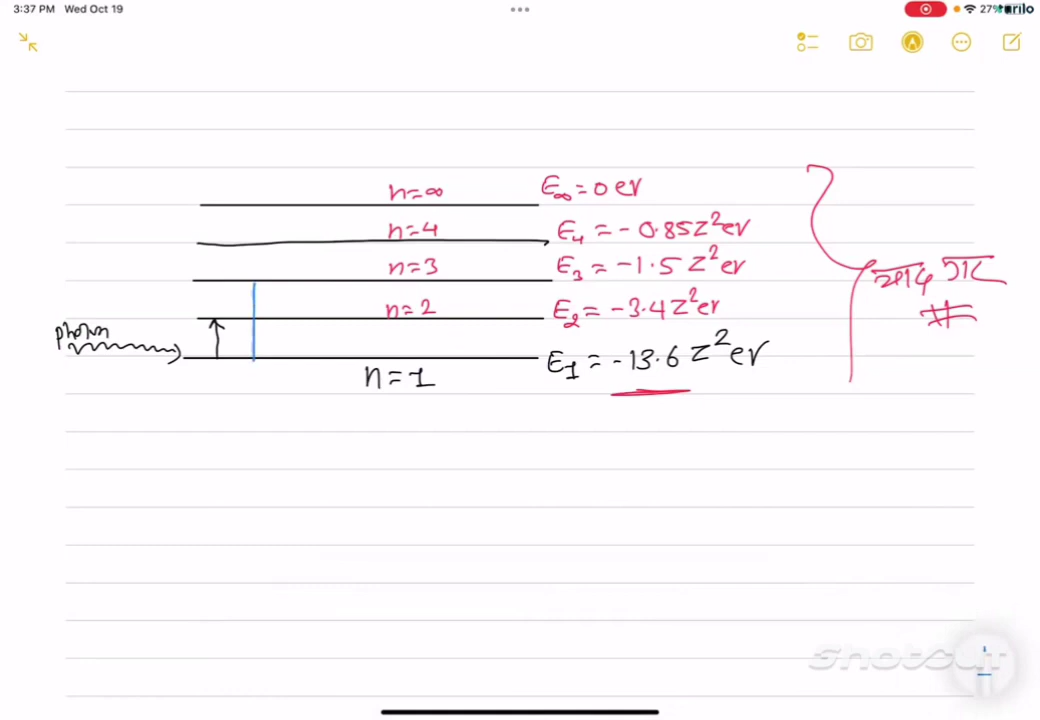 3:37 PM Wed Oct 19
27%
n=∞ E∞ = 0 ev
n=4 E4 = -0.85Z²ev
n=3 E3 = -1.5 Z²ev
n=2 E2 = -3.4Z²ev
photon
E1 = -13.6 Z²ev
n=1
ShotCut